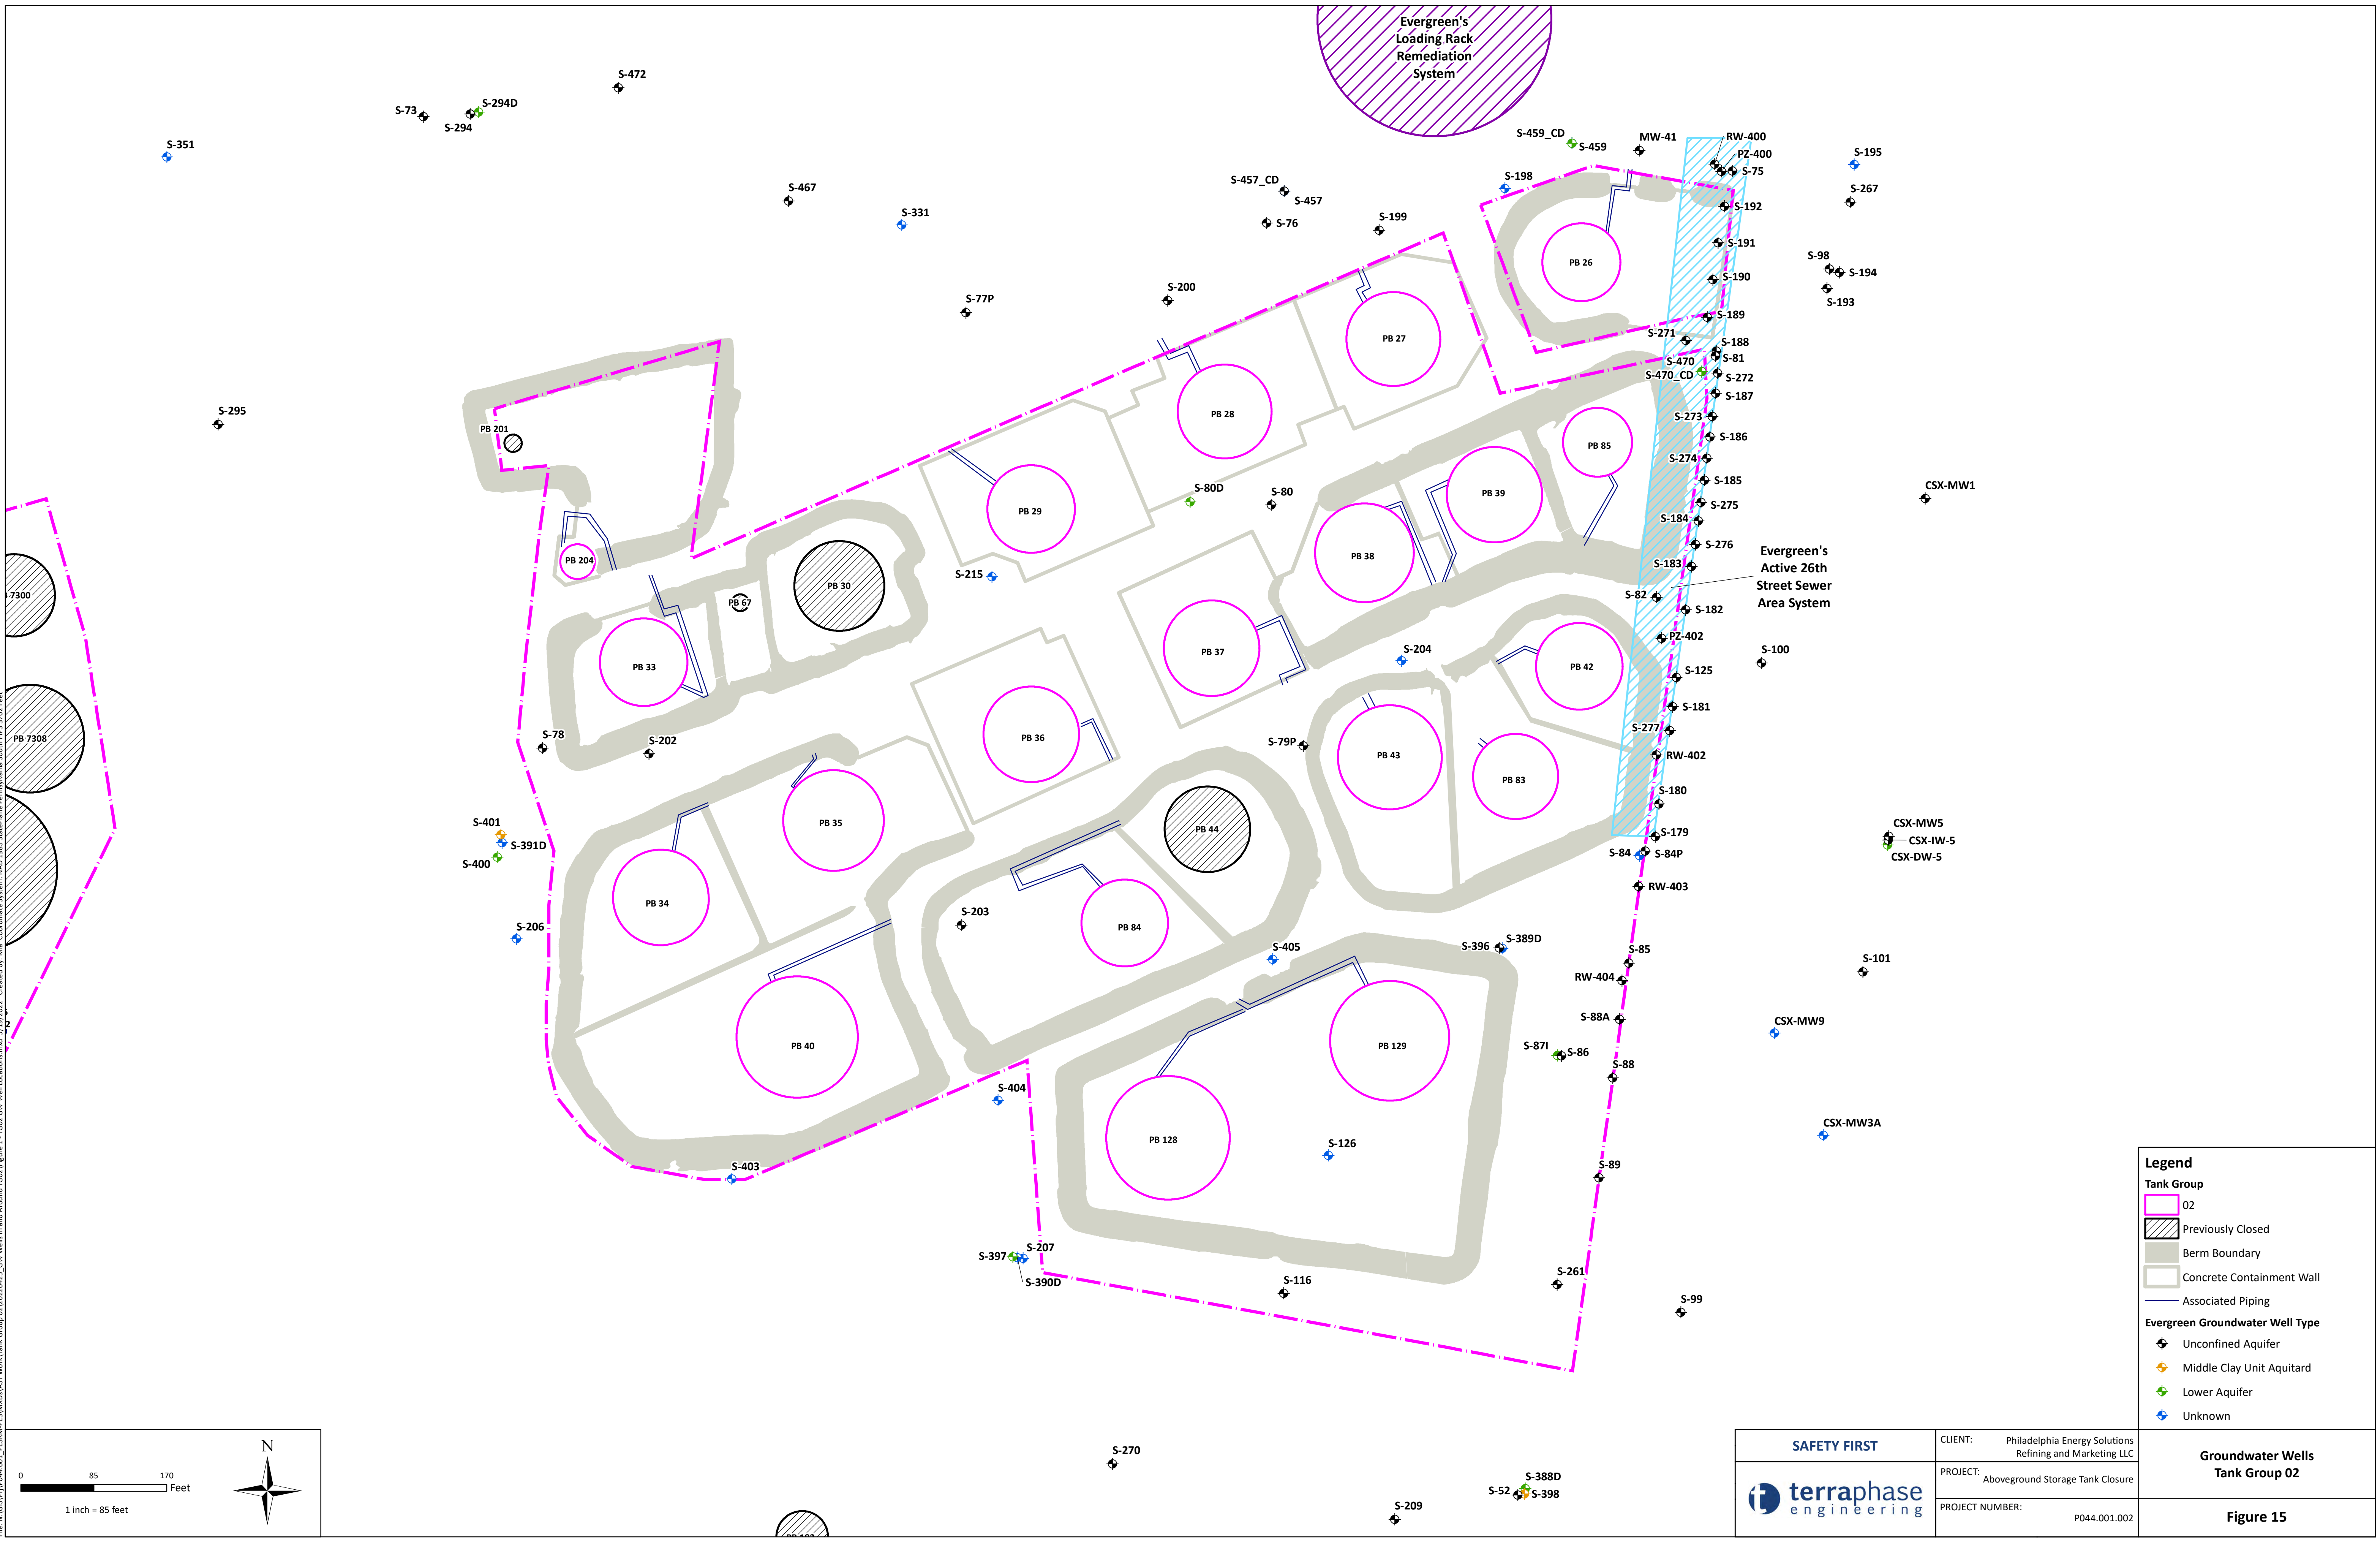 Evergreen's
Loading Rack
Remediation
System
S-472
S-73
S-294D
S-294
S-351
S-459_CD
S-459
MW-41
RW-400
PZ-400
S-75
S-195
S-198
S-267
S-192
S-467
S-457_CD
S-457
S-331
S-76
S-199
S-191
S-98
S-194
S-190
S-193
PB 26
S-77P
S-200
S-189
S-271
S-188
S-81
S-470
S-470_CD
S-272
S-187
PB 27
S-295
PB 201
PB 28
S-273
S-186
PB 85
S-274
S-185
S-275
S-184
S-276
S-183
CSX-MW1
S-80D
S-80
PB 39
PB 29
PB 38
PB 204
S-215
PB 30
PB 67
Evergreen's
Active 26th
Street Sewer
Area System
S-82
S-182
PZ-402
S-100
7300
PB 33
PB 37
S-204
PB 42
S-125
S-181
S-277
RW-402
PB 7308
S-78
S-202
PB 36
S-79P
PB 43
PB 83
S-180
S-179
S-84
S-84P
S-401
S-391D
S-400
PB 35
PB 44
CSX-MW5
CSX-IW-5
CSX-DW-5
RW-403
PB 34
S-206
S-203
PB 84
S-405
S-396
S-389D
S-85
RW-404
S-101
S-88A
CSX-MW9
PB 40
PB 129
S-87I
S-86
S-88
S-404
PB 128
S-126
CSX-MW3A
S-403
S-89
S-397
S-207
S-390D
S-116
S-261
S-99
S-270
S-388D
S-52
S-398
S-209
Legend
Tank Group
02
Previously Closed
Berm Boundary
Concrete Containment Wall
Associated Piping
Evergreen Groundwater Well Type
Unconfined Aquifer
Middle Clay Unit Aquitard
Lower Aquifer
Unknown
N
0 85 170
Feet
1 inch = 85 feet
SAFETY FIRST
terraphase
engineering
CLIENT: Philadelphia Energy Solutions
Refining and Marketing LLC
PROJECT: Aboveground Storage Tank Closure
PROJECT NUMBER:
P044.001.002
Groundwater Wells
Tank Group 02
Figure 15